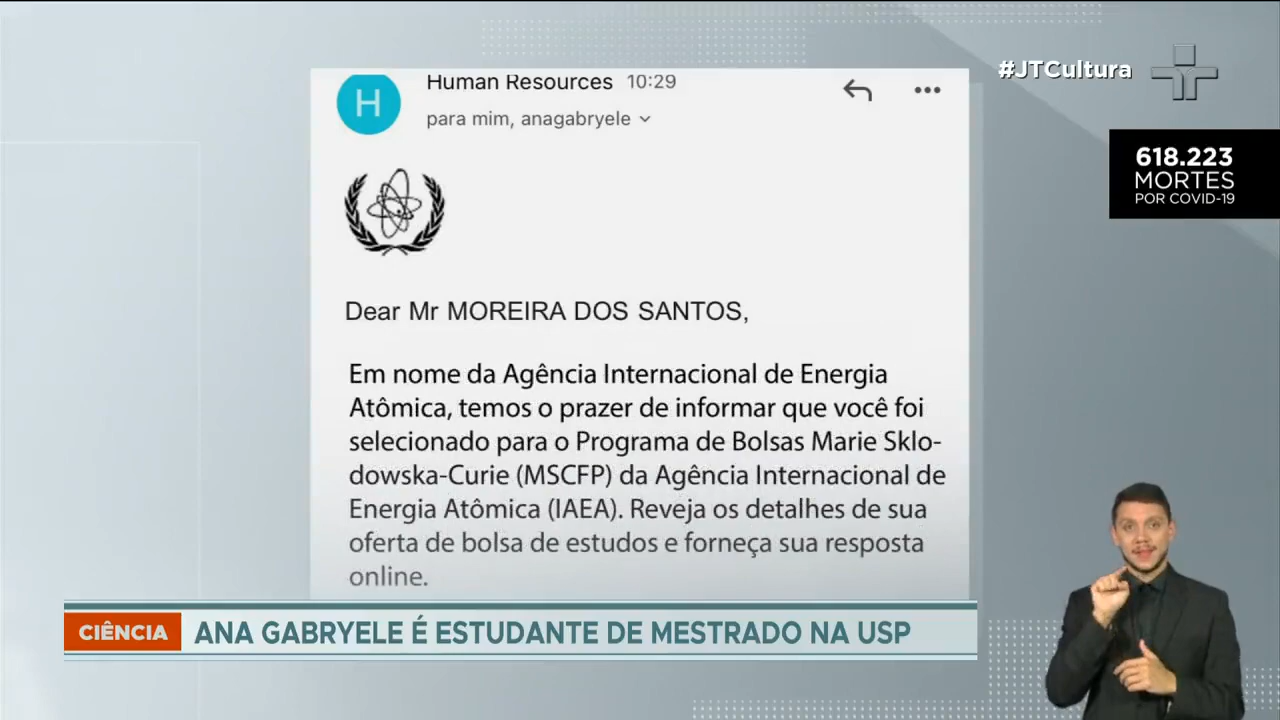 Human Resources 10:29
#JTCultura
H
para mim, anagabryele
618.223
MORTES
POR COVID-19
Dear Mr MOREIRA DOS SANTOS,
Em nome da Agência Internacional de Energia
Atômica, temos o prazer de informar que você foi
selecionado para o Programa de Bolsas Marie Sklo-
dowska-Curie (MSCFP) da Agência Internacional de
Energia Atômica (IAEA). Reveja os detalhes de sua
oferta de bolsa de estudos e forneça sua resposta
online.
CIÊNCIA ANA GABRYELE É ESTUDANTE DE MESTRADO NA USP